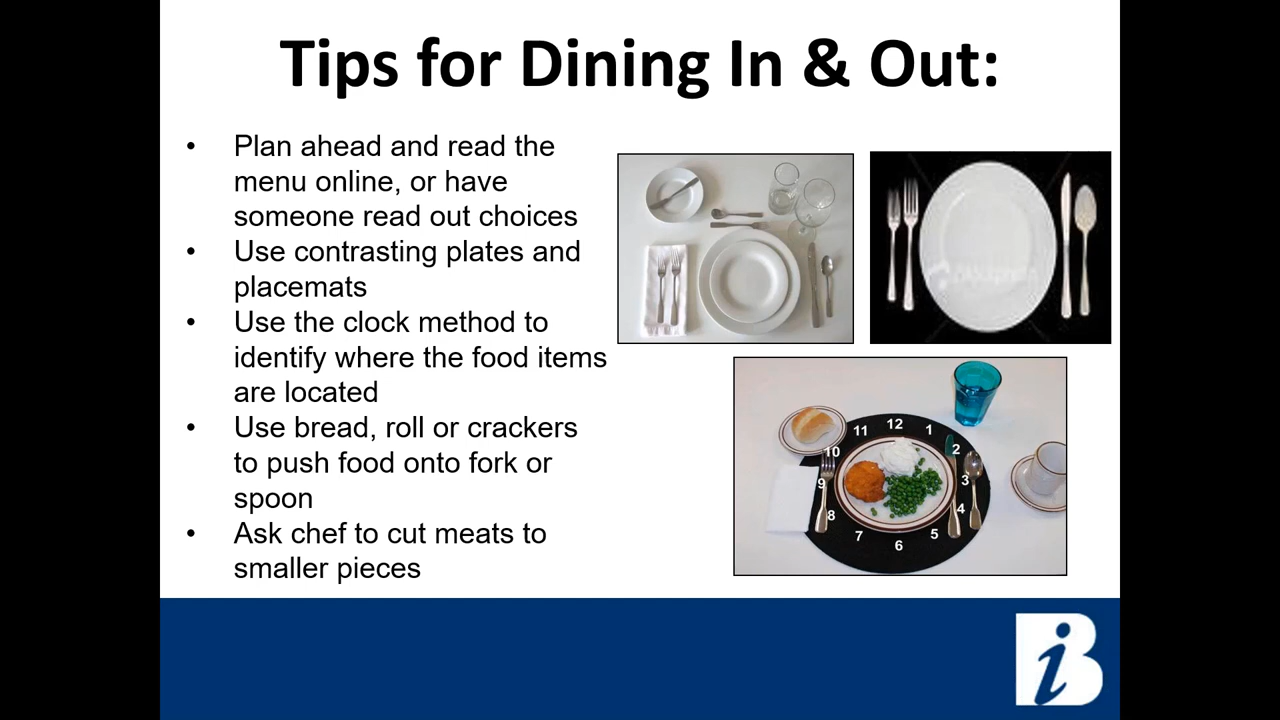 Tips for Dining In & Out:
• Plan ahead and read the
menu online, or have
someone read out choices
• Use contrasting plates and
placemats
• Use the clock method to
identify where the food items
are located
• Use bread, roll or crackers
to push food onto fork or
spoon
• Ask chef to cut meats to
smaller pieces
12
11
1
10
2
9
3
8
4
7
5
6
iB